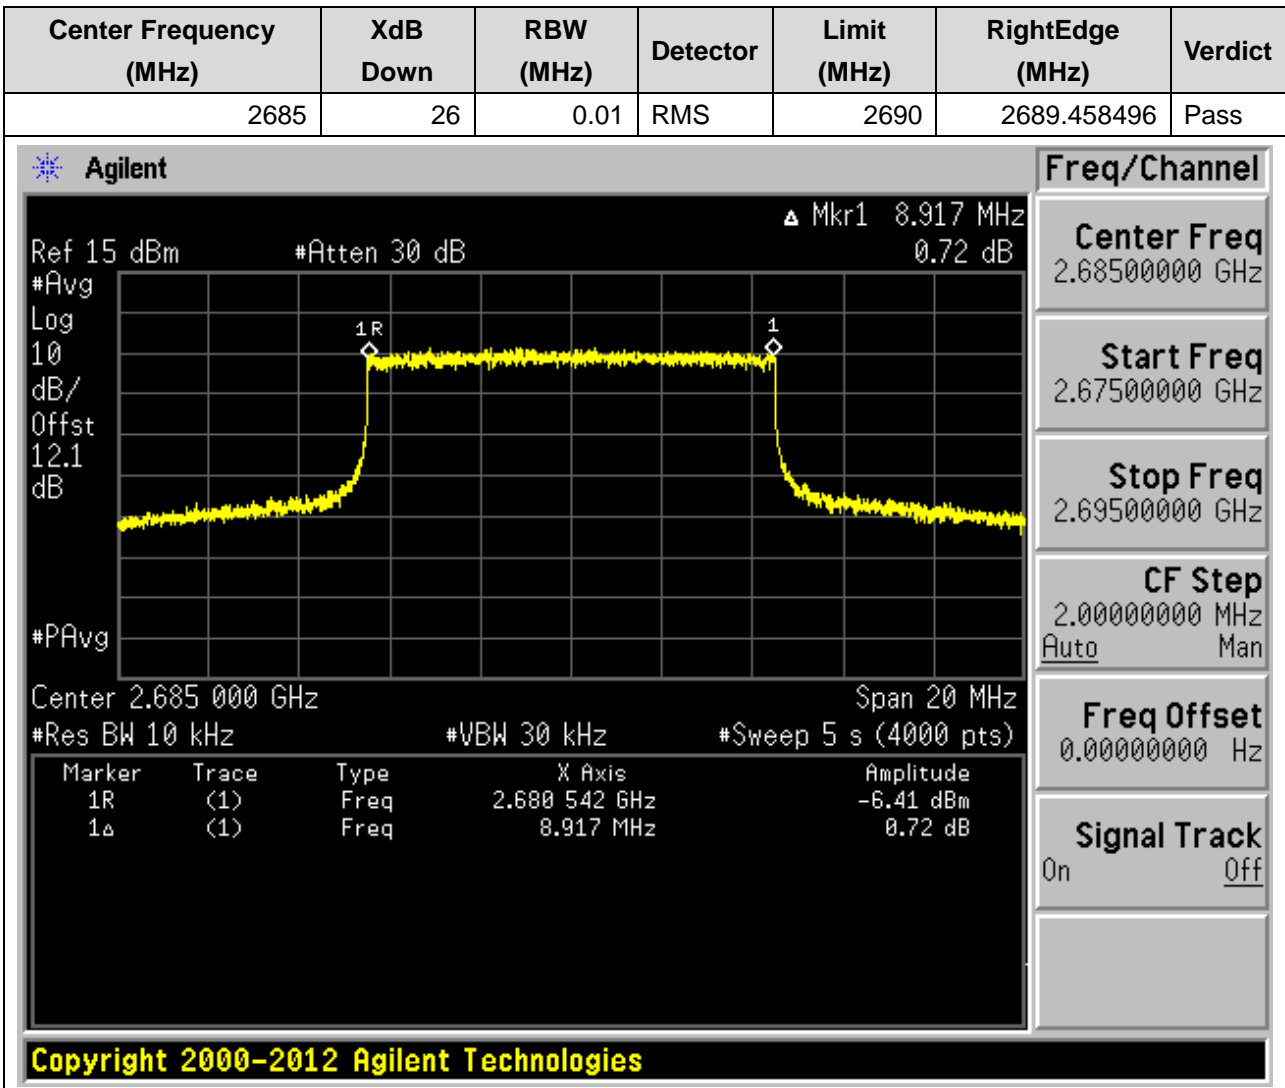 Center Frequency (MHz) XdB Down RBW (MHz) Detector Limit (MHz) RightEdge (MHz) Verdict
2685 26 0.01 RMS 2690 2689.458496 Pass
Agilent
Freq/Channel
Δ Mkr1 8.917 MHz
Ref 15 dBm #Atten 30 dB 0.72 dB
#Avg
Log
10
dB/
Offst
12.1
dB
1R
1
#PAvg
Center 2.685 000 GHz Span 20 MHz
#Res BW 10 kHz #VBW 30 kHz #Sweep 5 s (4000 pts)
Marker Trace Type X Axis Amplitude
1R (1) Freq 2.680 542 GHz -6.41 dBm
1Δ (1) Freq 8.917 MHz 0.72 dB
Center Freq
2.68500000 GHz
Start Freq
2.67500000 GHz
Stop Freq
2.69500000 GHz
CF Step
2.00000000 MHz
Auto Man
Freq Offset
0.00000000 Hz
Signal Track
On Off
Copyright 2000-2012 Agilent Technologies